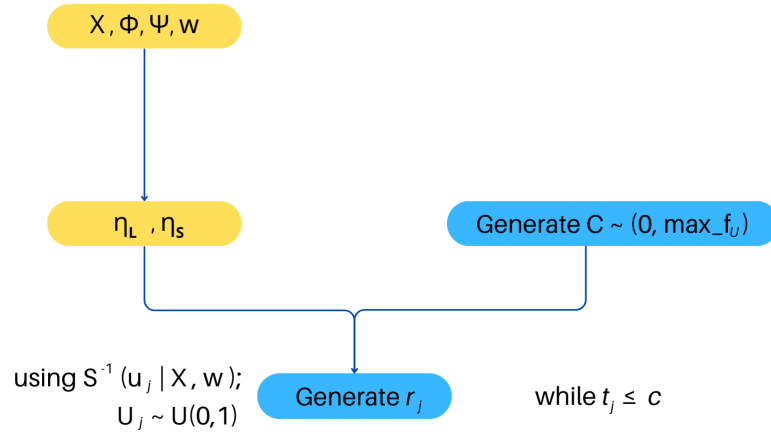 X, Φ, Ψ, w
η_L , η_S
Generate C ~ (0, max_f_U)
using S⁻¹ (u_j | X, w);
U_j ~ U(0,1)
Generate r_j
while t_j ≤ c